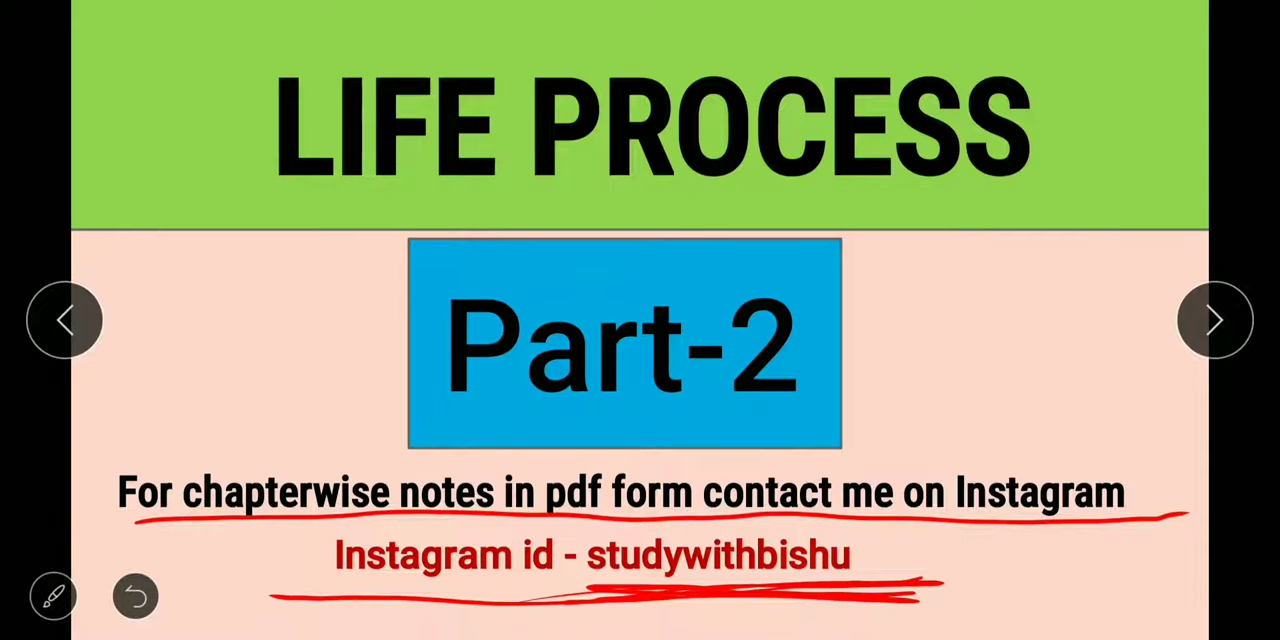 LIFE PROCESS
Part-2
For chapterwise notes in pdf form contact me on Instagram
Instagram id - studywithbishu